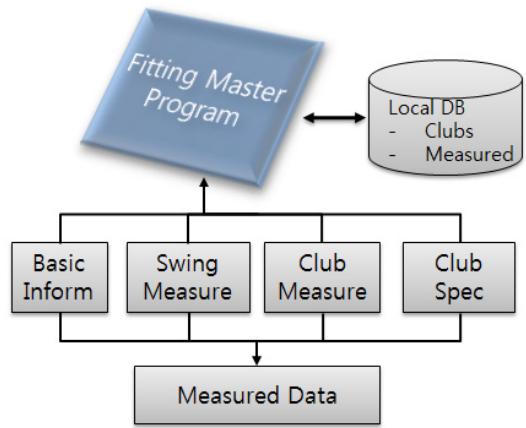 Fitting Master
Program
Local DB
- Clubs
- Measured
Basic
Inform
Swing
Measure
Club
Measure
Club
Spec
Measured Data